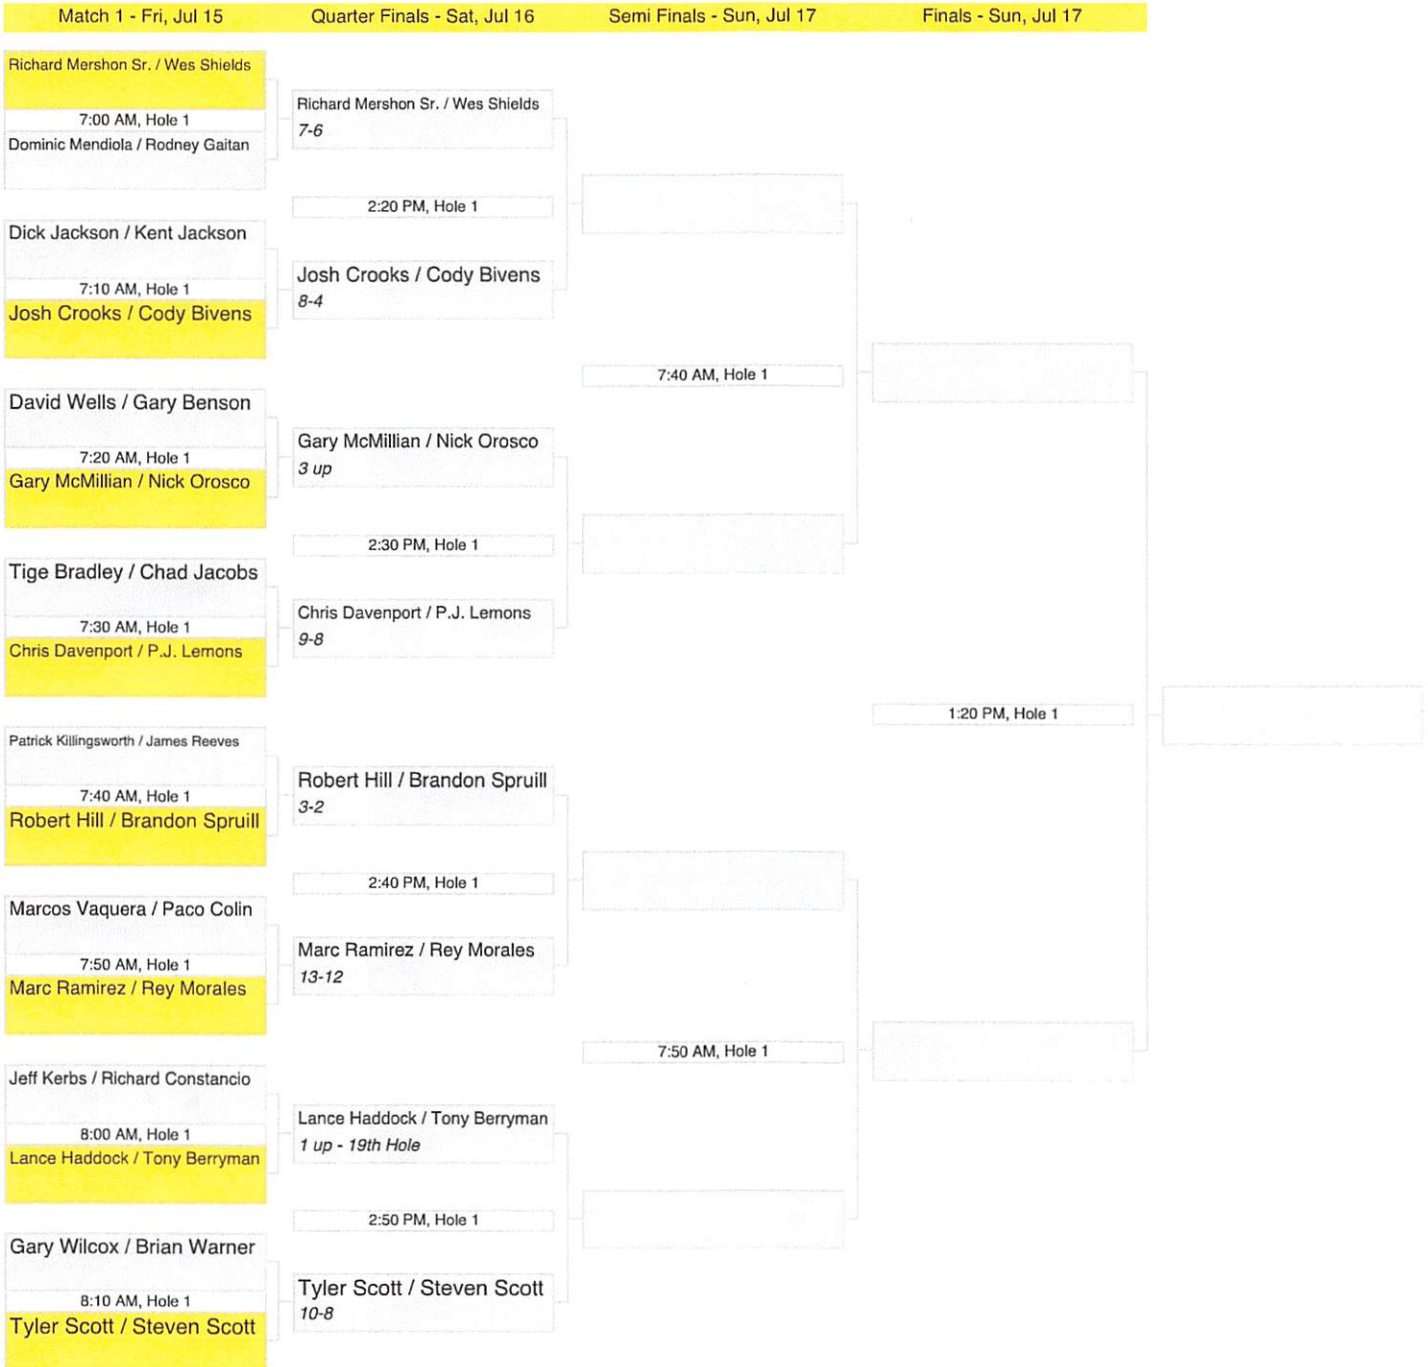 Match 1 - Fri, Jul 15
Quarter Finals - Sat, Jul 16
Semi Finals - Sun, Jul 17
Finals - Sun, Jul 17
Richard Mershon Sr. / Wes Shields
7:00 AM, Hole 1
Dominic Mendiola / Rodney Gaitan
Dick Jackson / Kent Jackson
7:10 AM, Hole 1
Josh Crooks / Cody Bivens
David Wells / Gary Benson
7:20 AM, Hole 1
Gary McMillian / Nick Orosco
Tige Bradley / Chad Jacobs
7:30 AM, Hole 1
Chris Davenport / P.J. Lemons
Patrick Killingsworth / James Reeves
7:40 AM, Hole 1
Robert Hill / Brandon Spruill
Marcos Vaquera / Paco Colin
7:50 AM, Hole 1
Marc Ramirez / Rey Morales
Jeff Kerbs / Richard Constancio
8:00 AM, Hole 1
Lance Haddock / Tony Berryman
Gary Wilcox / Brian Warner
8:10 AM, Hole 1
Tyler Scott / Steven Scott
Richard Mershon Sr. / Wes Shields
7-6
2:20 PM, Hole 1
Josh Crooks / Cody Bivens
8-4
Gary McMillian / Nick Orosco
3 up
2:30 PM, Hole 1
Chris Davenport / P.J. Lemons
9-8
Robert Hill / Brandon Spruill
3-2
2:40 PM, Hole 1
Marc Ramirez / Rey Morales
13-12
Lance Haddock / Tony Berryman
1 up - 19th Hole
2:50 PM, Hole 1
Tyler Scott / Steven Scott
10-8
7:40 AM, Hole 1
7:50 AM, Hole 1
1:20 PM, Hole 1